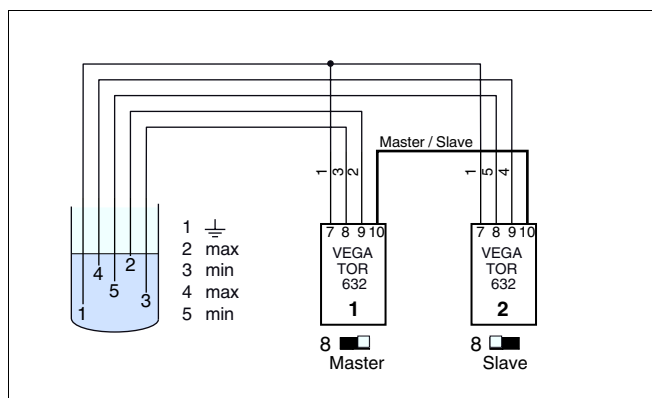 Master / Slave
1 3 2
1 5 4
7 8 9 10
7 8 9 10
VEGA
TOR
632
1
VEGA
TOR
632
2
1
2 max
3 min
4 max
5 min
4
2
5
3
1
8
Master
8
Slave